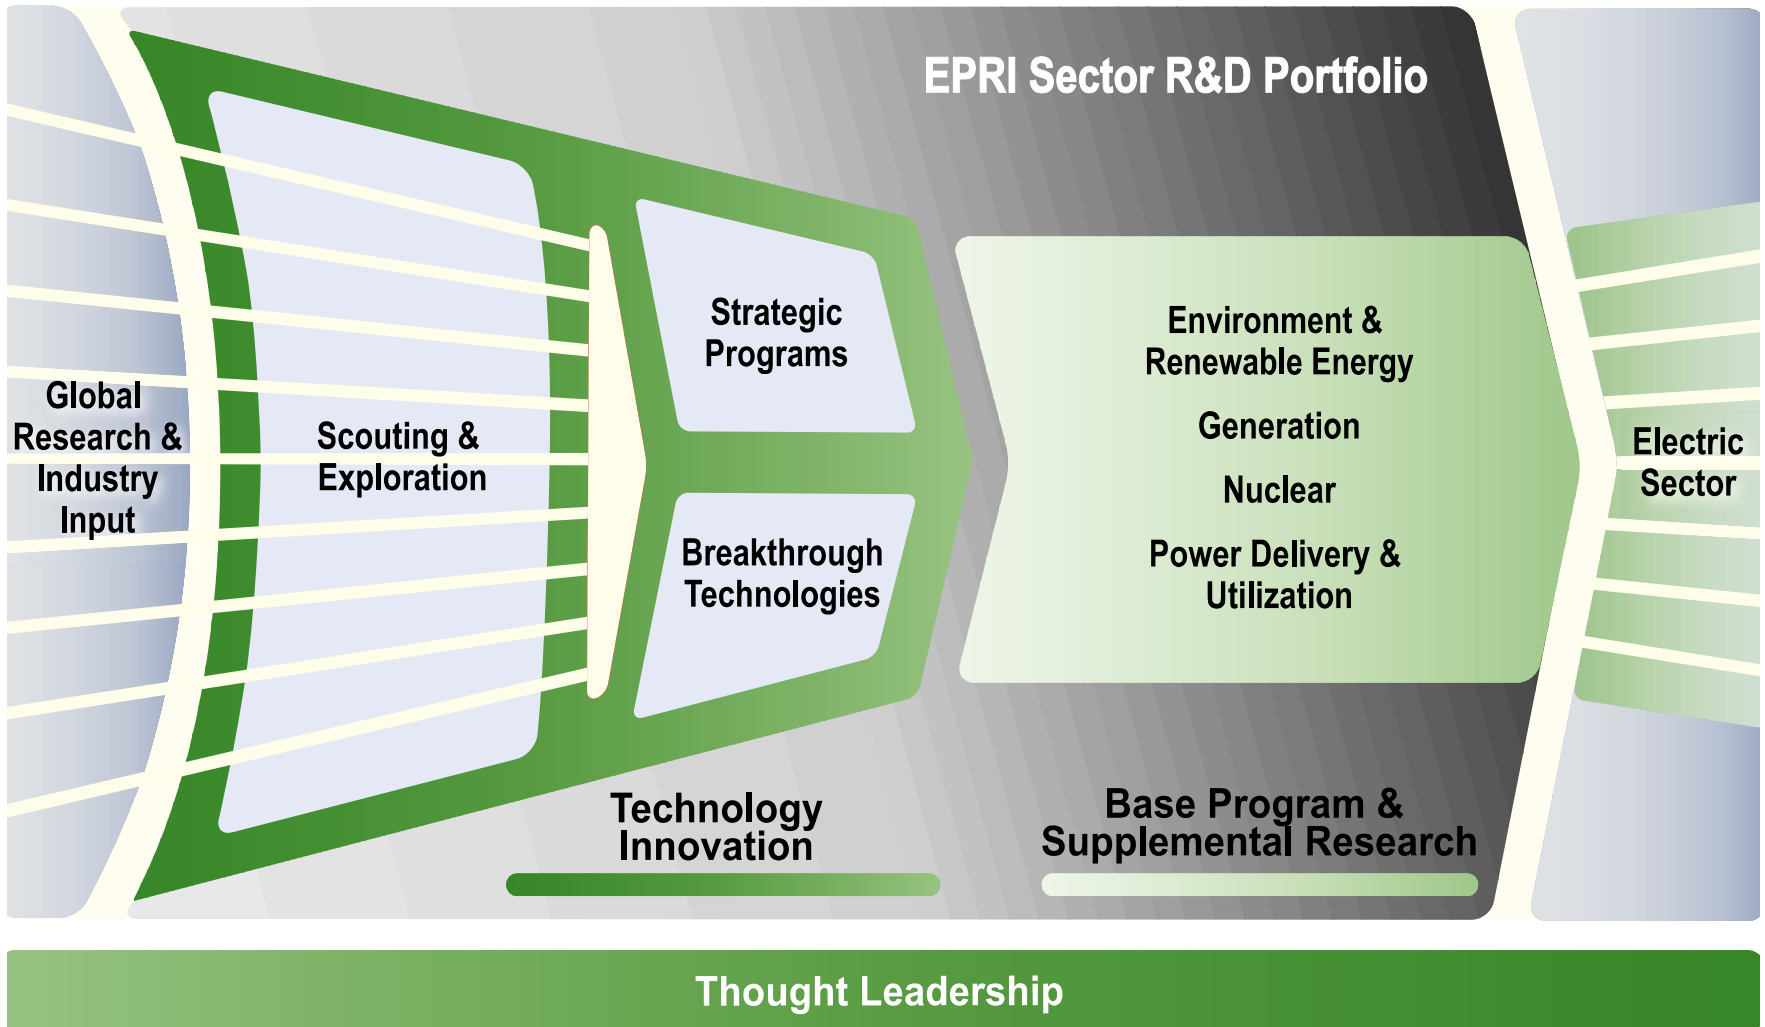 EPRI Sector R&D Portfolio
Global
Research &
Industry
Input
Scouting &
Exploration
Strategic
Programs
Breakthrough
Technologies
Environment &
Renewable Energy
Generation
Nuclear
Power Delivery &
Utilization
Electric
Sector
Technology
Innovation
Base Program &
Supplemental Research
Thought Leadership